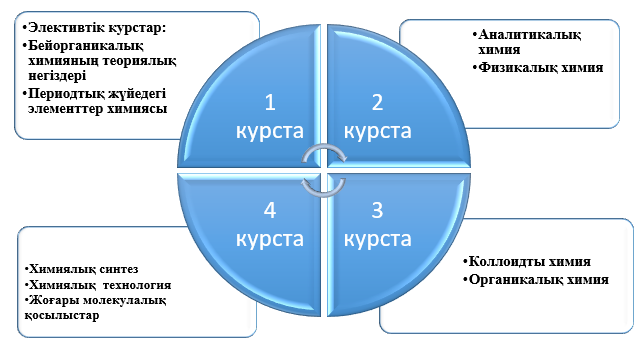 •Элективтік курстар:
•Бейорганикалық
химияның теориялық
негіздері
•Периодтық жүйедегі
элементтер химиясы
1
курста
2
курста
•Аналитикалық
химия
•Физикалық химия
4
курста
3
курста
•Химиялық синтез
•Химиялық технология
•Жоғары молекулалық
қосылыстар
•Коллоидты химия
•Органикалық химия